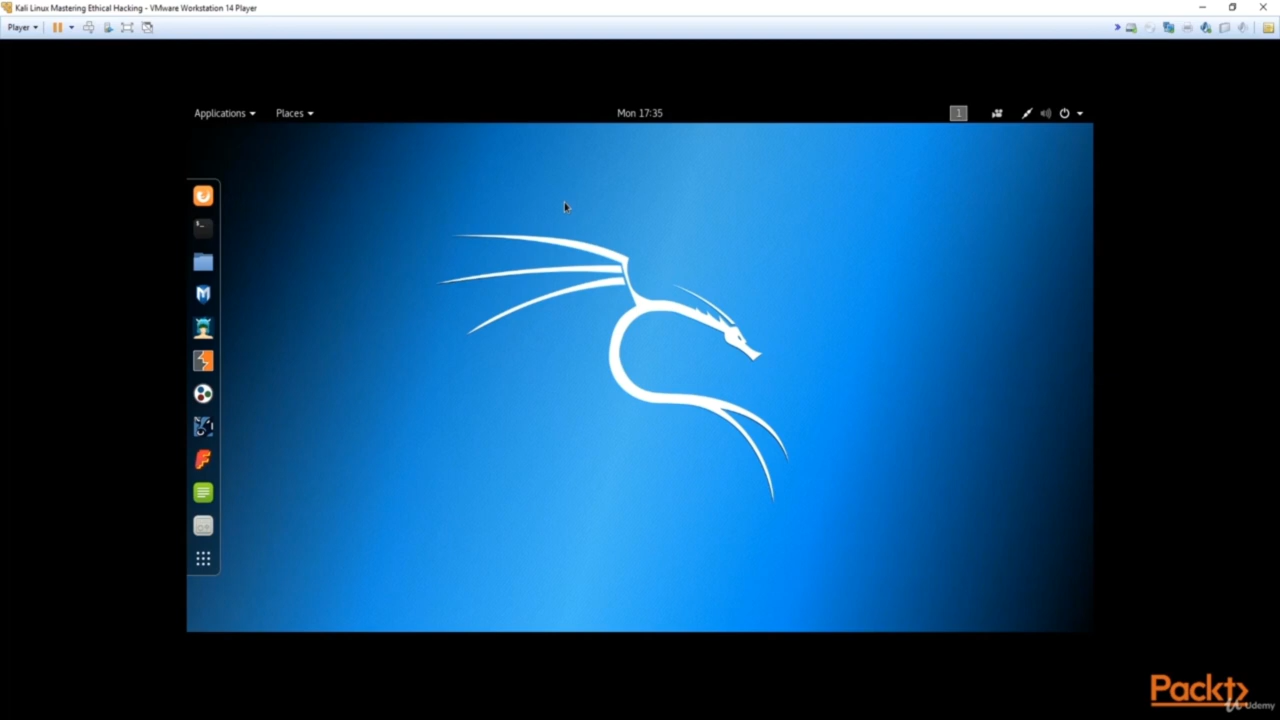 Kali Linux Mastering Ethical Hacking - VMware Workstation 14 Player
Player
Applications Places Mon 17:35 1
Packt
Udemy